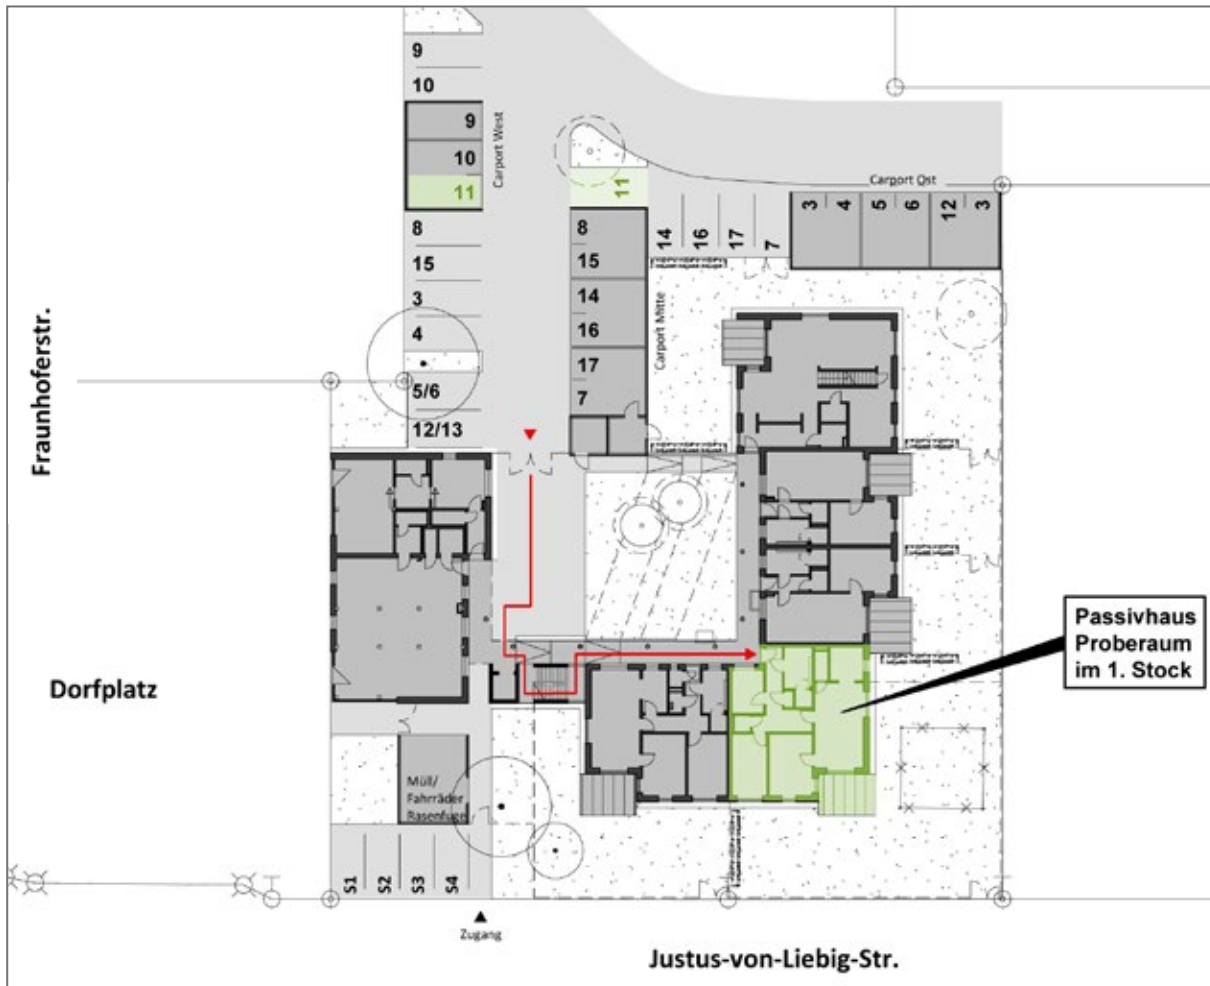 9
10
9
10
11
Carport West
8
15
3
4
5/6
12/13
11
8
15
14
16
17
7
Carport Mitte
14
16
17
7
Carport Ost
3
4
5
6
12
3
Fraunhoferstr.
Dorfplatz
Passivhaus
Proberaum
im 1. Stock
Müll/
Fahrräder
Rasenfuge
S1
S2
S3
S4
Zugang
Justus-von-Liebig-Str.